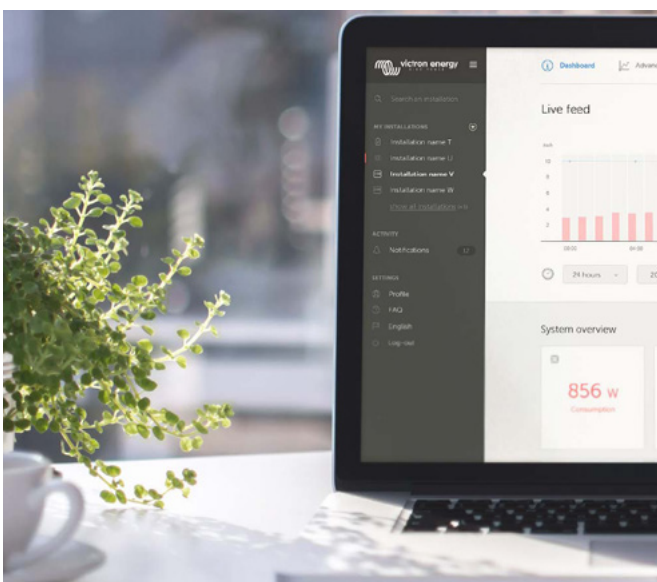 victron energy
BLUE POWER
Search an installation
MY INSTALLATIONS
Installation name T
Installation name U
Installation name V
Installation name W
show all installations
ACTIVITY
Notifications
SETTINGS
Profile
FAQ
English
Log out
Dashboard
Live feed
10
8
6
4
2
24 hours
System overview
856 W
Consumption